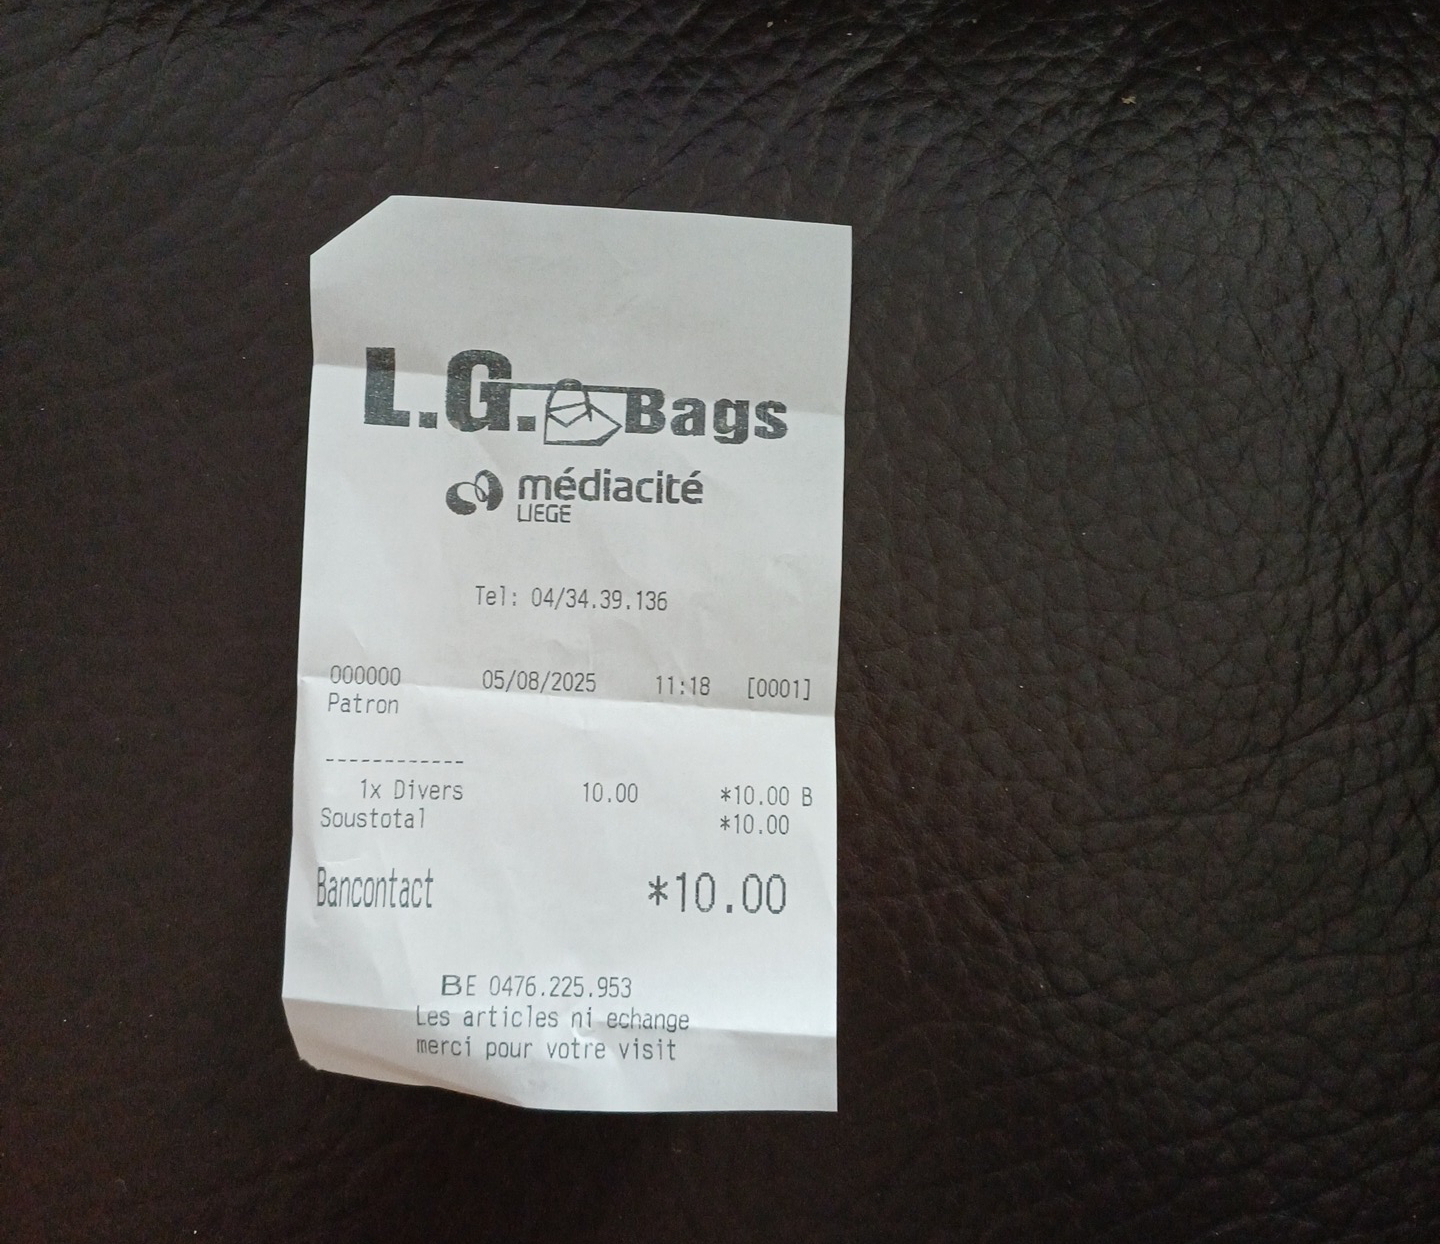 L.G. Bags
médiacité
LIEGE
Tel: 04/34.39.136
000000 05/08/2025 11:18 [0001]
Patron
------------
1x Divers 10.00 *10.00 B
Soustotal *10.00
Bancontact *10.00
BE 0476.225.953
Les articles ni echange
merci pour votre visit